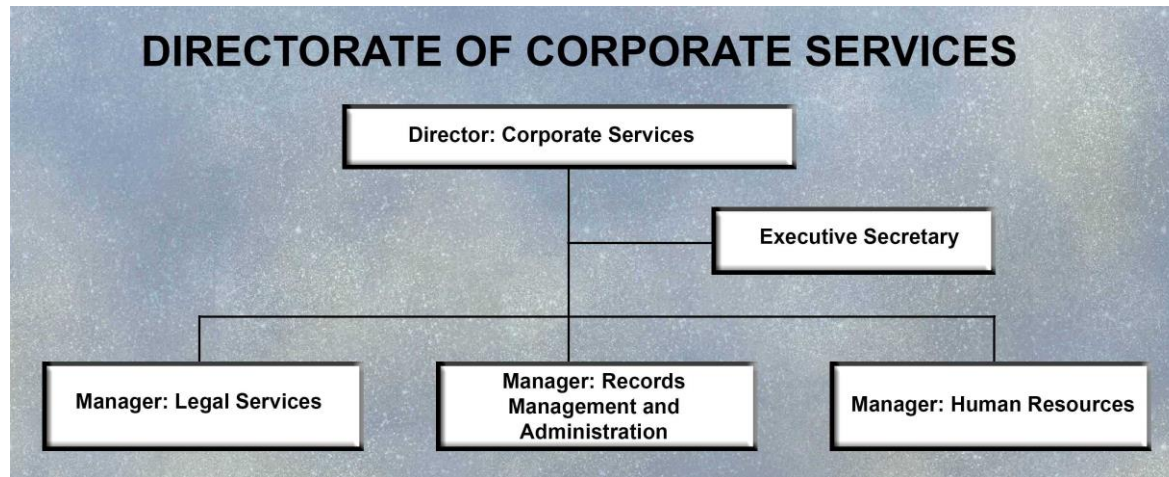 DIRECTORATE OF CORPORATE SERVICES
Director: Corporate Services
Executive Secretary
Manager: Legal Services
Manager: Records
Management and
Administration
Manager: Human Resources